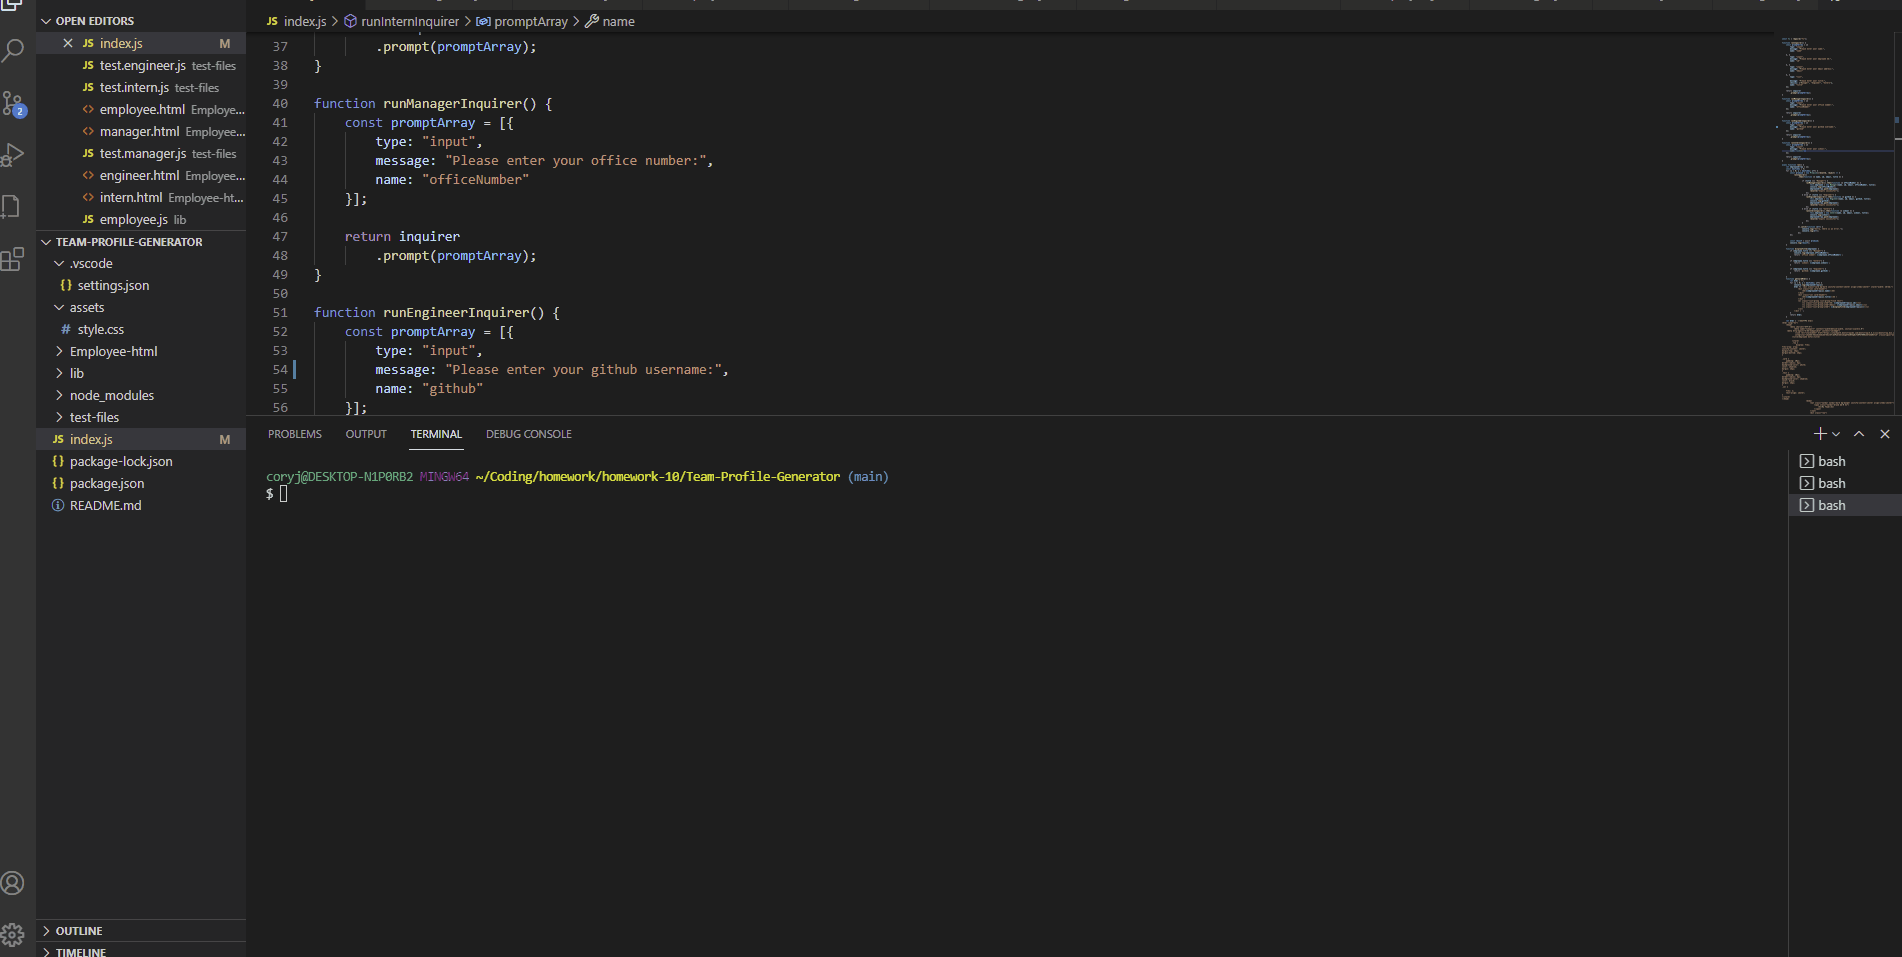 OPEN EDITORS
index.js M
test.engineer.js test-files
test.intern.js test-files
employee.html Employe...
manager.html Employee...
test.manager.js test-files
engineer.html Employee...
intern.html Employee-ht...
employee.js lib
TEAM-PROFILE-GENERATOR
.vscode
settings.json
assets
# style.css
Employee-html
lib
node_modules
test-files
JS index.js M
{} package-lock.json
{} package.json
README.md
OUTLINE
TIMELINE
2
JS index.js > runInternInquirer > promptArray > name
37 .prompt(promptArray);
38 }
39
40 function runManagerInquirer() {
41 const promptArray = [{
42 type: "input",
43 message: "Please enter your office number:",
44 name: "officeNumber"
45 }];
46
47 return inquirer
48 .prompt(promptArray);
49 }
50
51 function runEngineerInquirer() {
52 const promptArray = [{
53 type: "input",
54 message: "Please enter your github username:",
55 name: "github"
56 }];
PROBLEMS OUTPUT TERMINAL DEBUG CONSOLE
coryj@DESKTOP-N1P0RB2 MINGW64 ~/Coding/homework/homework-10/Team-Profile-Generator (main)
$
bash
bash
bash